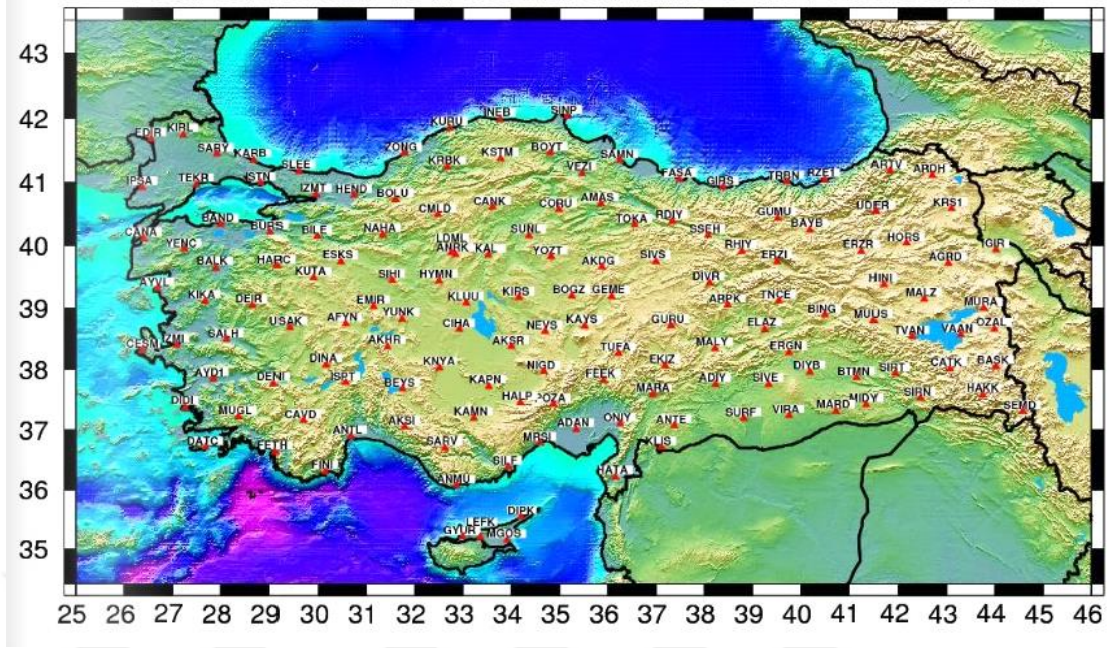 43
42
41
40
39
38
37
36
35
KURU INEB SINP
EDIR KIRL
SARY KARB ZONG KSTM BOYT SAMN
SLEE KRBK VEZI
IPSA TEKR ISTN IZMT HEND BOLU FASA GIRS TRBN RZET ARTV ARDH
CMLD CANK CORU AMAS UDER KRS1
CANA BAND BURS BILE NAHA SUNL TOKA RDIY SSEH GUMU BAYB
YENC LDML ANRK KAL YOZT RHIY ERZR HORS IGIR
BALK HARC ESKS AKDG SIVS ERZI AGRD
AYVL KUTA SIHI HYMN DIVR HINI
KIKA DEIR EMIR KLUU KIRS BOGZ GEME ARPK TNCE MALZ MURA
USAK AFYN YUNK CIHA NEVS KAYS GURU ELAZ BING MUUS
CESM IZMI SALH AKHR AKSR TUFA MALY ERGN TVAN VAAN OZAL
AYD1 DENI DINA ISPT KNYA NIGD EKIZ DIYB BTMN SIRT CATK BASK
DIDI BEYS KAPN FEEK MARA ADIY SIVE SIRN HAKK
MUGL CAVD AKSI KAMN HALP POZA SURF VIRA MARD MIDY SEMD
DATC FETH ANTL SARV MRSI ADAN ONIY ANTE KLIS
FINI ANMU SILF HATA
DIPK
GYUR LEFK MGOS
25 26 27 28 29 30 31 32 33 34 35 36 37 38 39 40 41 42 43 44 45 46